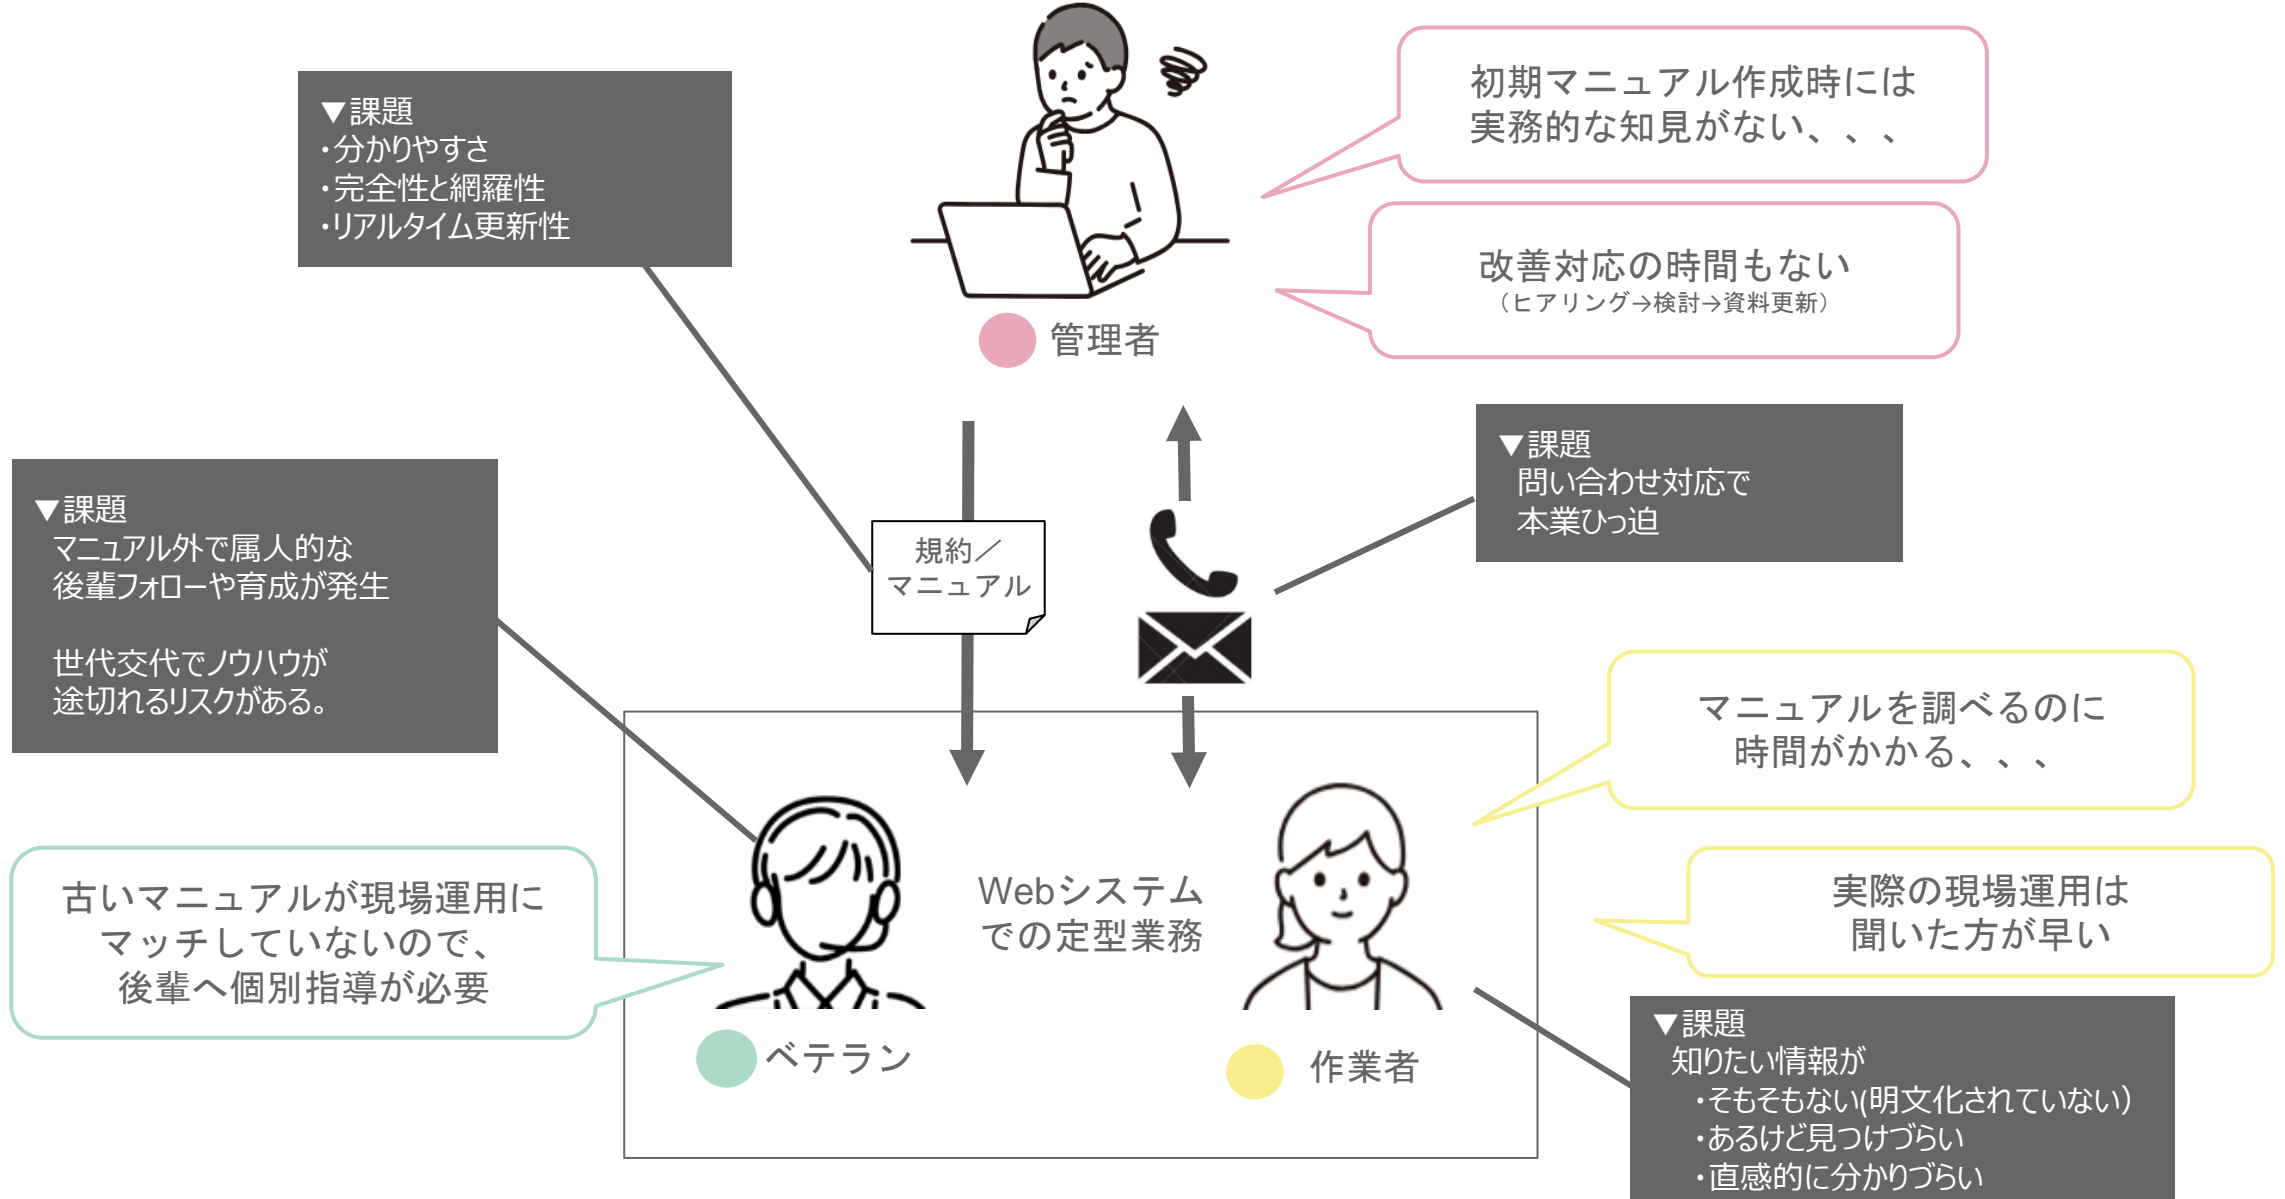 初期マニュアル作成時には
実務的な知見がない、、、
▼課題
・分かりやすさ
・完全性と網羅性
・リアルタイム更新性
改善対応の時間もない
（ヒアリング→検討→資料更新）
管理者
▼課題
問い合わせ対応で
本業ひっ迫
▼課題
マニュアル外で属人的な
後輩フォローや育成が発生
世代交代でノウハウが
途切れるリスクがある。
規約／
マニュアル
マニュアルを調べるのに
時間がかかる、、、
古いマニュアルが現場運用に
マッチしていないので、
後輩へ個別指導が必要
Webシステム
での定型業務
実際の現場運用は
聞いた方が早い
ベテラン
作業者
▼課題
知りたい情報が
・そもそもない(明文化されていない）
・あるけど見つけづらい
・直感的に分かりづらい